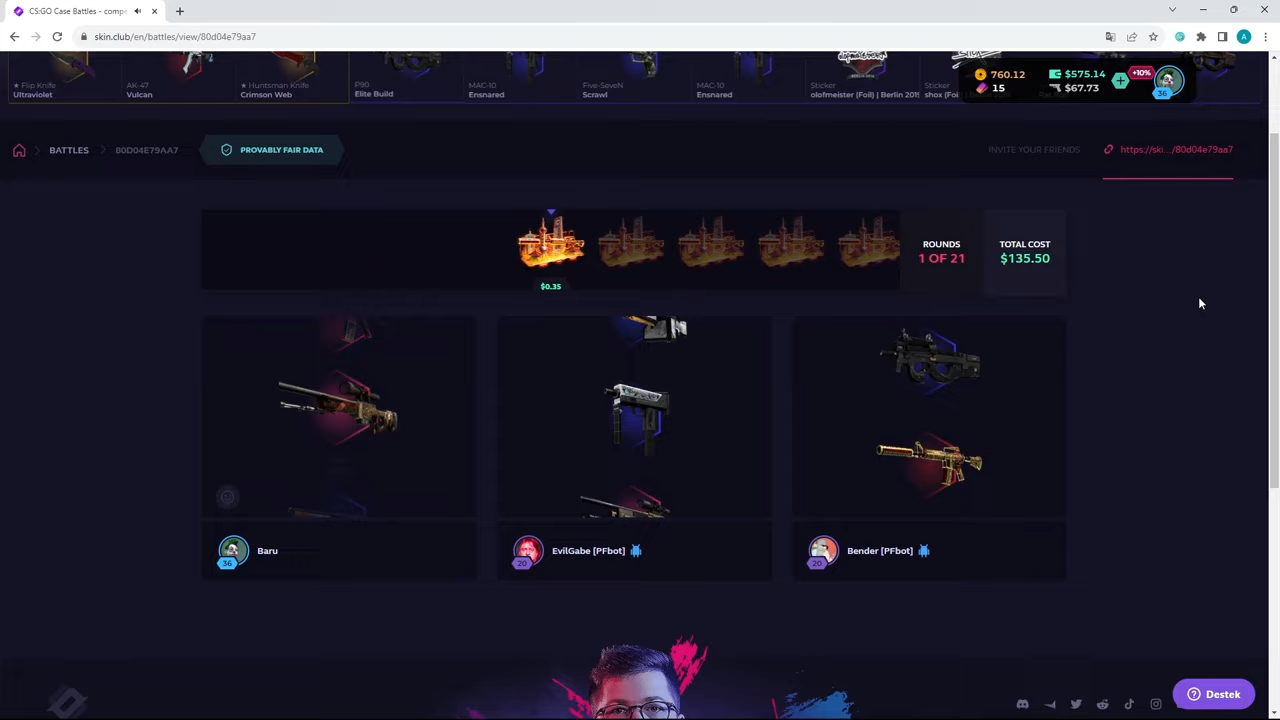 CS:GO Case Battles - compe
skin.club/en/battles/view/80d04e79aa7
A
★ Flip Knife
Ultraviolet
AK-47
Vulcan
★ Huntsman Knife
Crimson Web
P90
Elite Build
MAC-10
Ensnared
Five-SeveN
Scrawl
MAC-10
Ensnared
Sticker
olofmeister (Foil) | Berlin 2019
Sticker
shox (Foil)
760.12
$575.14
+10%
15
$67.73
36
BATTLES
80D04E79AA7
PROVABLY FAIR DATA
INVITE YOUR FRIENDS
https://ski.../80d04e79aa7
ROUNDS
1 OF 21
TOTAL COST
$135.50
$0.35
Baru
36
EvilGabe [PFbot]
20
Bender [PFbot]
20
Destek